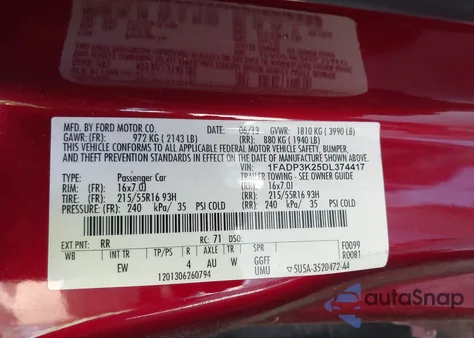 MFD. BY FORD MOTOR CO. DATE: 06/13 GVWR: 1810 KG (3990 LB)
GAWR: (FR): 972 KG (2143 LB) (RR): 880 KG (1940 LB)
THIS VEHICLE CONFORMS TO ALL APPLICABLE FEDERAL MOTOR VEHICLE SAFETY, BUMPER,
AND THEFT PREVENTION STANDARDS IN EFFECT ON THE DATE OF MANUFACTURE SHOWN ABOVE.
VIN: 1FADP3K25DL374417
TYPE: Passenger Car TRAILER TOWING - SEE OWNER GUIDE
RIM: (FR) 16x7.0J (RR): 16x7.0J
TIRE: (FR): 215/55R16 93H (RR): 215/55R16 93H
PRESSURE: (FR) 240 kPa/ 35 PSI COLD (RR): 240 kPa/ 35 PSI COLD
EXT PNT: RR RC: 71 DSO: F0099
WB INT TR TP/PS R AXLE TR SPR R0081
EW 4 AU W GGFF
1201306260794 UMU 5U5A-3520472-AA
autoSnap